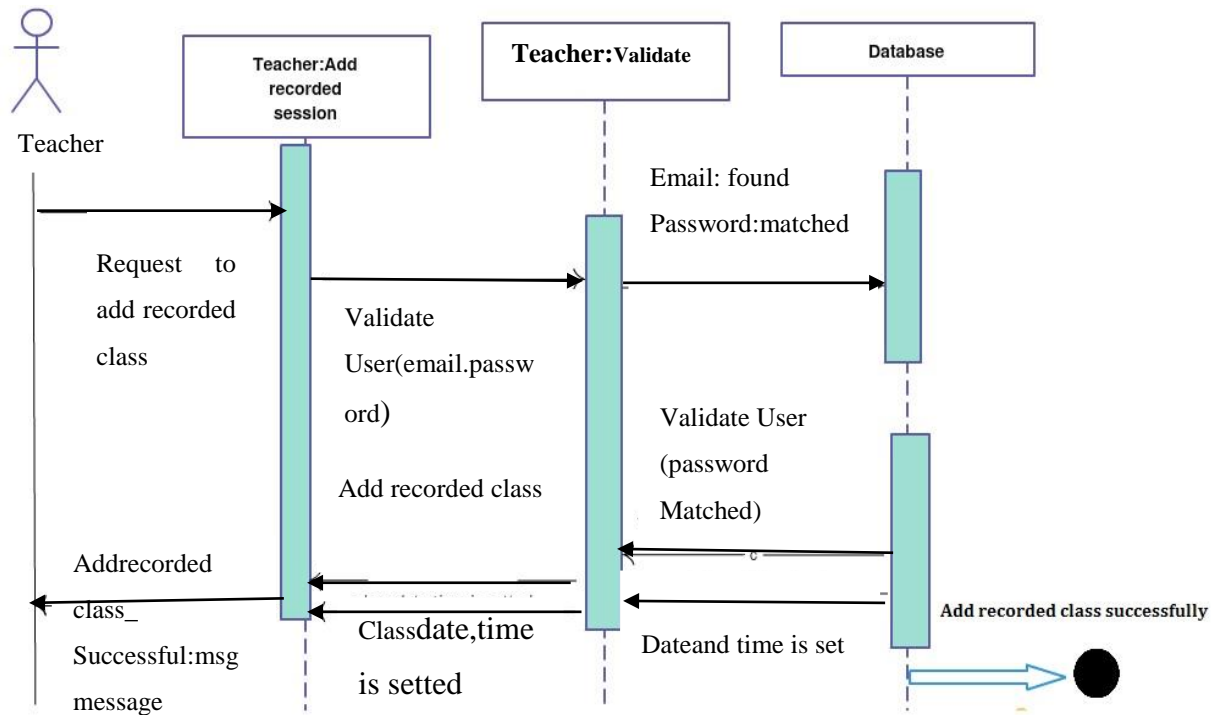 Teacher:Add
recorded
session
Teacher:Validate
Database
Teacher
Email: found
Password:matched
Request to
add recorded
class
Validate
User(email.passw
ord)
Validate User
(password
Matched)
Add recorded class
Addrecorded
class_
Successful:msg
message
Classdate,time
is setted
Dateand time is set
Add recorded class successfully